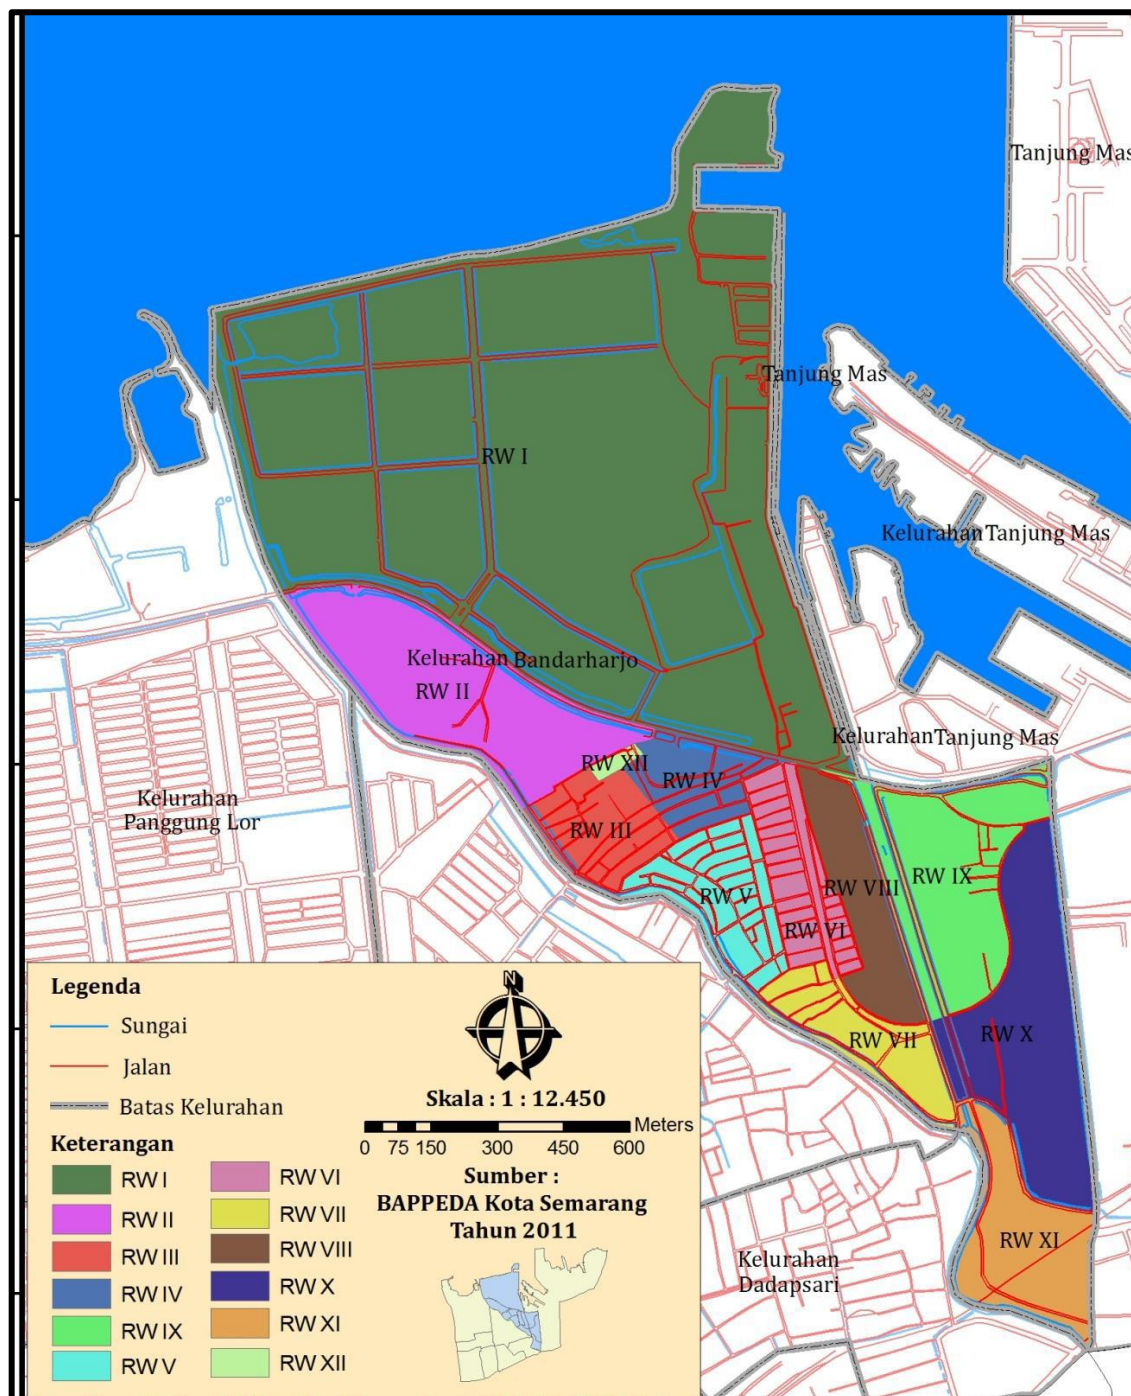 Tanjung Mas
Tanjung Mas
RW I
Kelurahan Tanjung Mas
Kelurahan Bandarharjo
RW II
Kelurahan Tanjung Mas
RW XII
RW IV
Kelurahan
Panggung Lor
RW III
RW V
RW VIII
RW IX
RW VI
RW VII
RW X
RW XI
Kelurahan
Dadapsari
Legenda
Sungai
Jalan
Batas Kelurahan
N
Skala : 1 : 12.450
Meters
0 75 150 300 450 600
Sumber :
BAPPEDA Kota Semarang
Tahun 2011
Keterangan
RW I
RW II
RW III
RW IV
RW IX
RW V
RW VI
RW VII
RW VIII
RW X
RW XI
RW XII